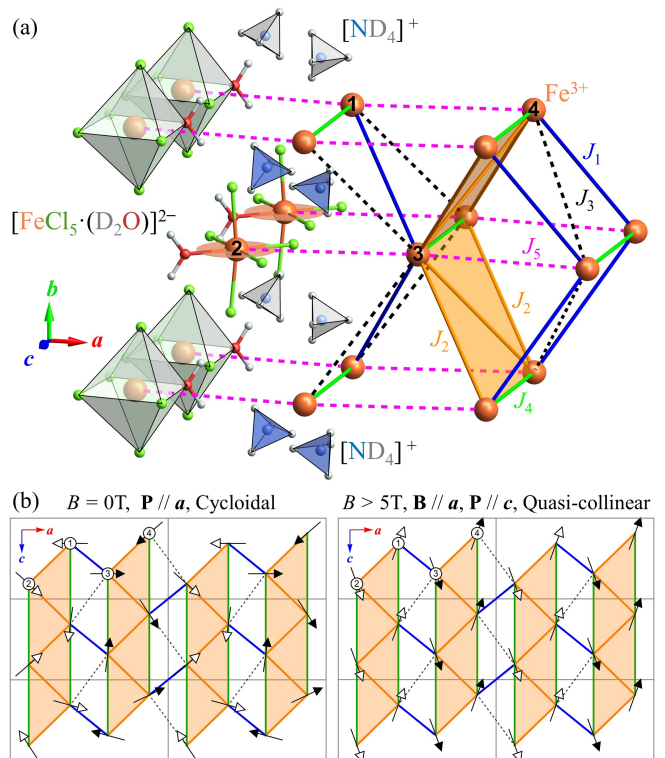 (a)
[ND₄]⁺
1
4
Fe³⁺
J₁
J₃
[FeCl₅·(D₂O)]²⁻
2
3
J₅
b
a
c
J₂
J₂
J₄
[ND₄]⁺
(b)
B = 0T, P // a, Cycloidal
B > 5T, B // a, P // c, Quasi-collinear
a
c
1
2
3
4
a
c
1
2
3
4